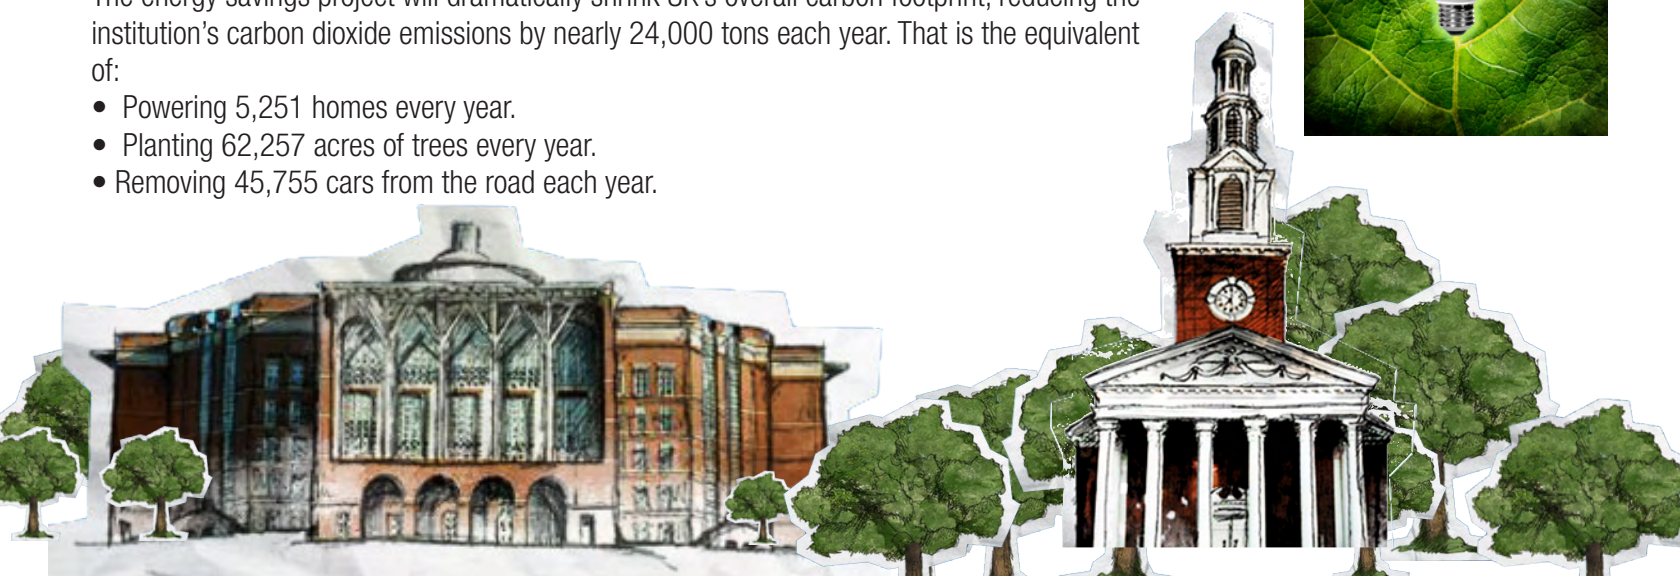 The energy savings project will dramatically shrink UK's overall carbon footprint, reducing the
institution's carbon dioxide emissions by nearly 24,000 tons each year. That is the equivalent
of:
• Powering 5,251 homes every year.
• Planting 62,257 acres of trees every year.
• Removing 45,755 cars from the road each year.